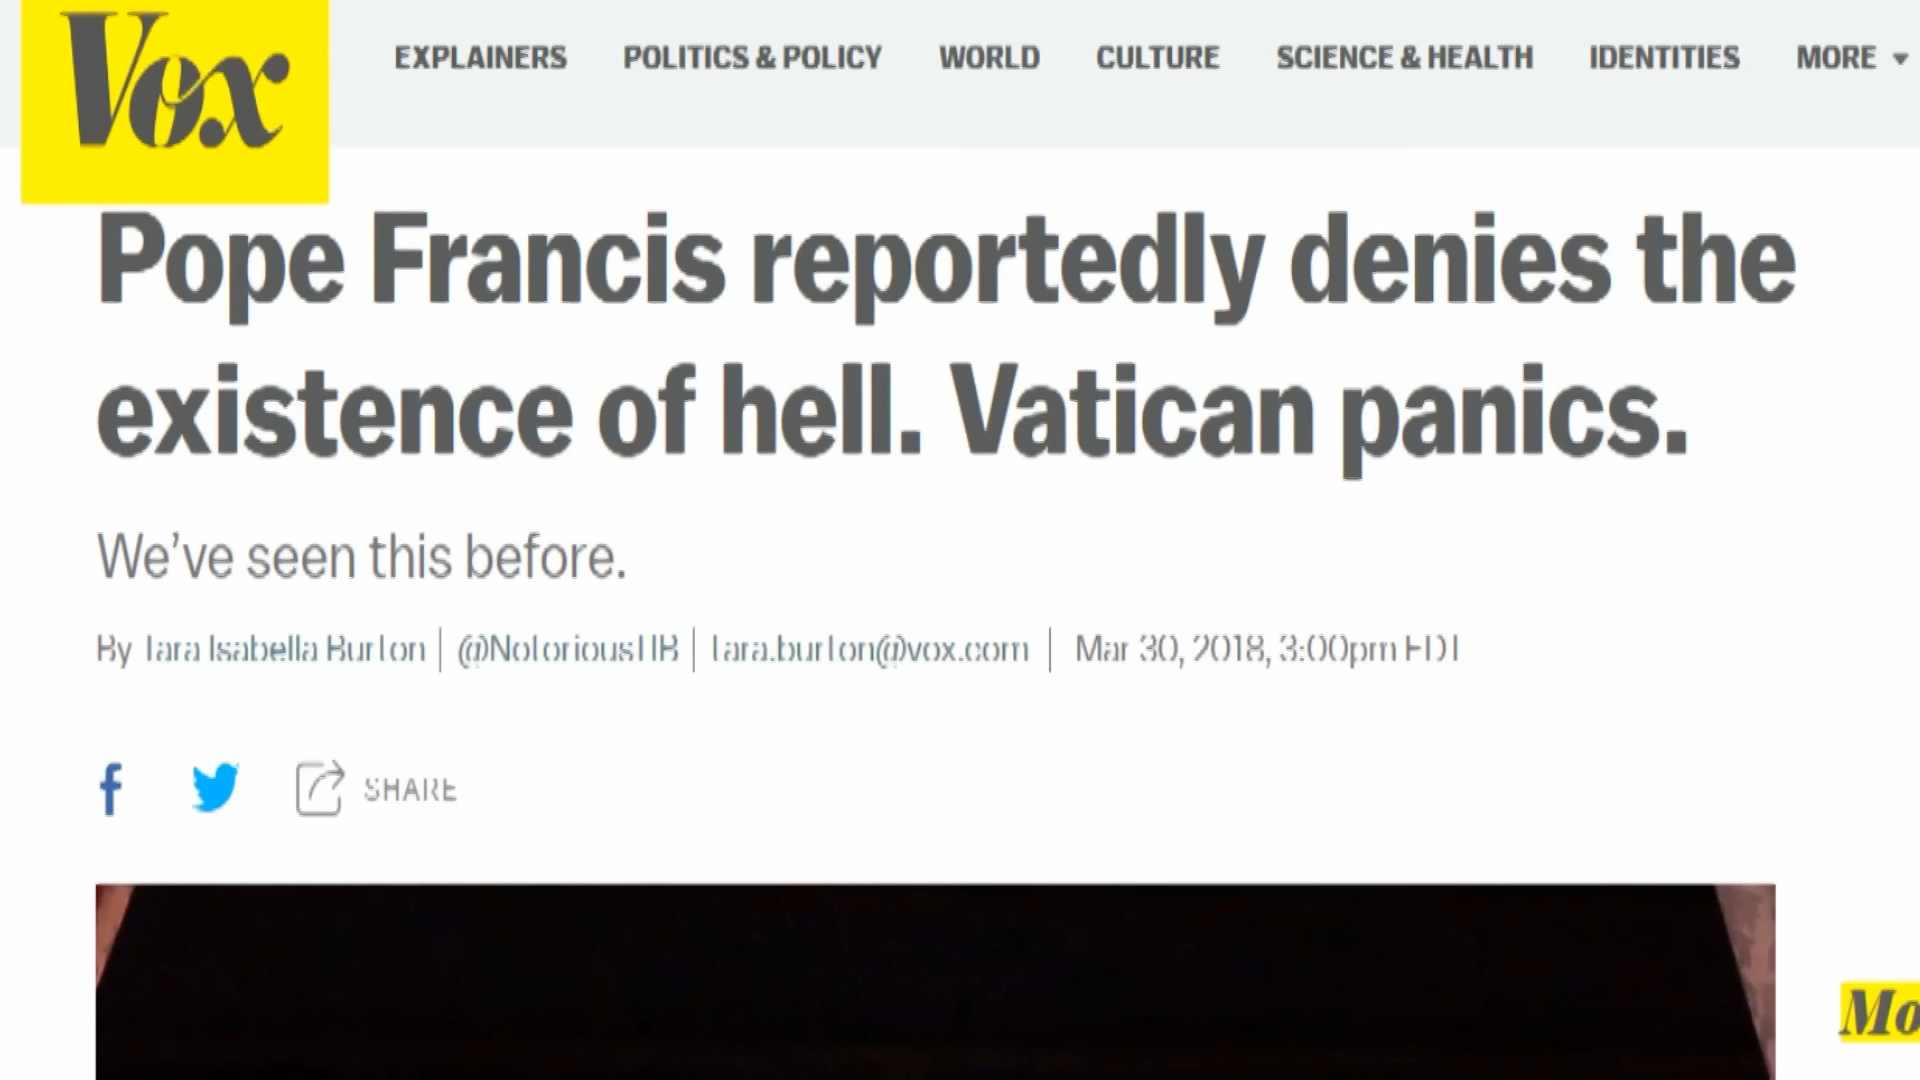 Vox
EXPLAINERS POLITICS & POLICY WORLD CULTURE SCIENCE & HEALTH IDENTITIES MORE
Pope Francis reportedly denies the
existence of hell. Vatican panics.
We've seen this before.
By Tara Isabella Burton | @NotoriousTIB | tara.burton@vox.com | Mar 30, 2018, 3:00pm EDT
SHARE
Mo